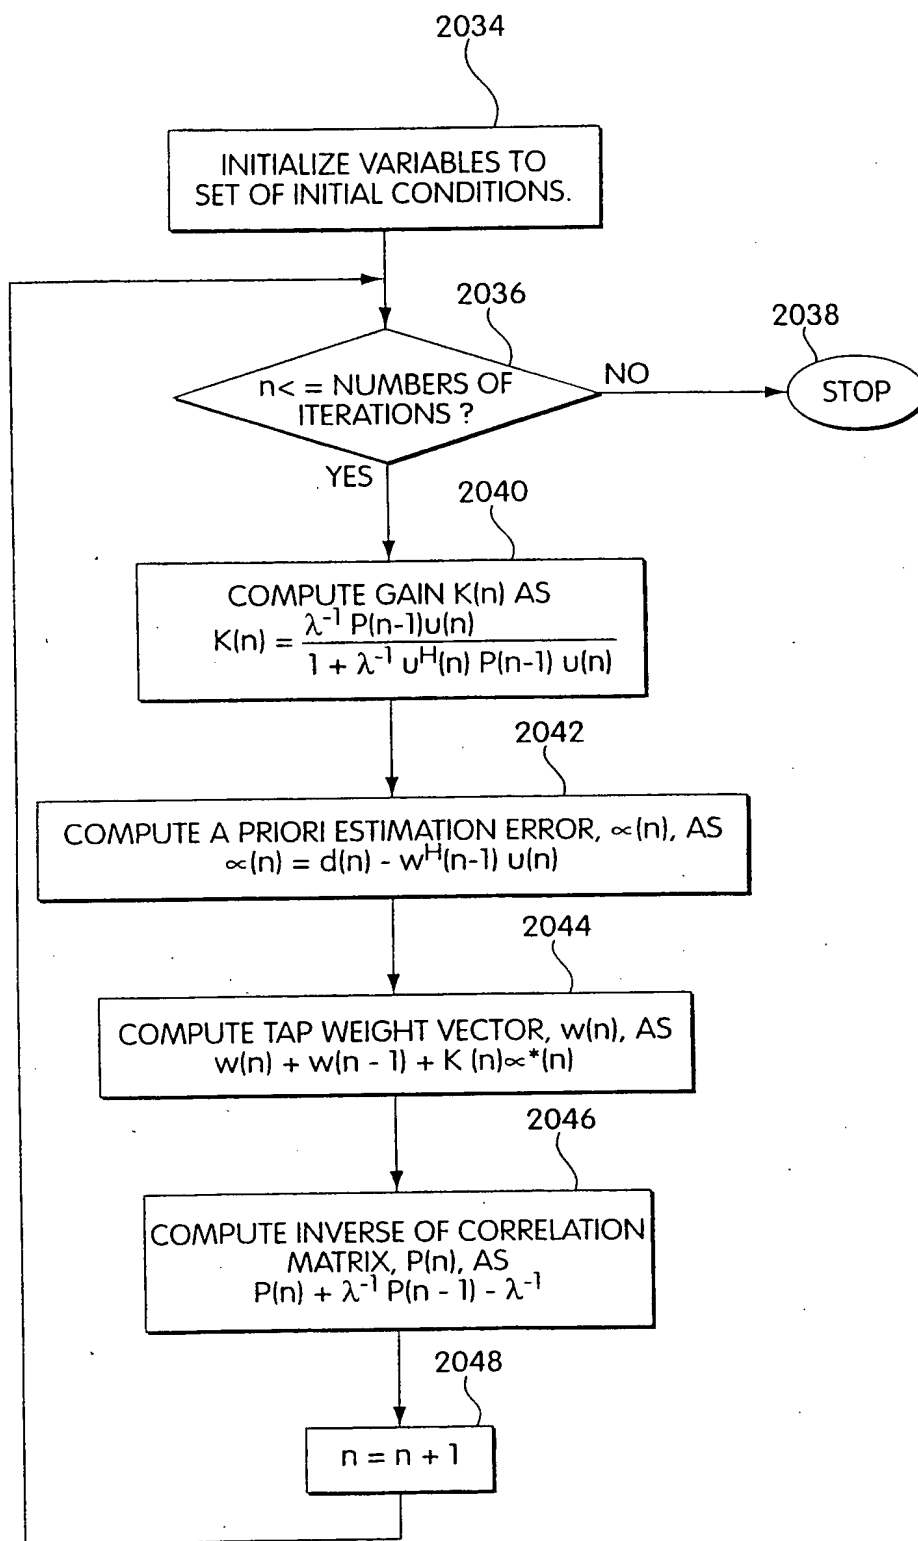 2034
INITIALIZE VARIABLES TO
SET OF INITIAL CONDITIONS.
2036
n< = NUMBERS OF
ITERATIONS ?
NO
2038
STOP
YES
2040
COMPUTE GAIN K(n) AS
K(n) = λ⁻¹ P(n-1)u(n)
1 + λ⁻¹ uᴴ(n) P(n-1) u(n)
2042
COMPUTE A PRIORI ESTIMATION ERROR, ∝(n), AS
∝(n) = d(n) - wᴴ(n-1) u(n)
2044
COMPUTE TAP WEIGHT VECTOR, w(n), AS
w(n) + w(n - 1) + K (n)∝*(n)
2046
COMPUTE INVERSE OF CORRELATION
MATRIX, P(n), AS
P(n) + λ⁻¹ P(n - 1) - λ⁻¹
2048
n = n + 1